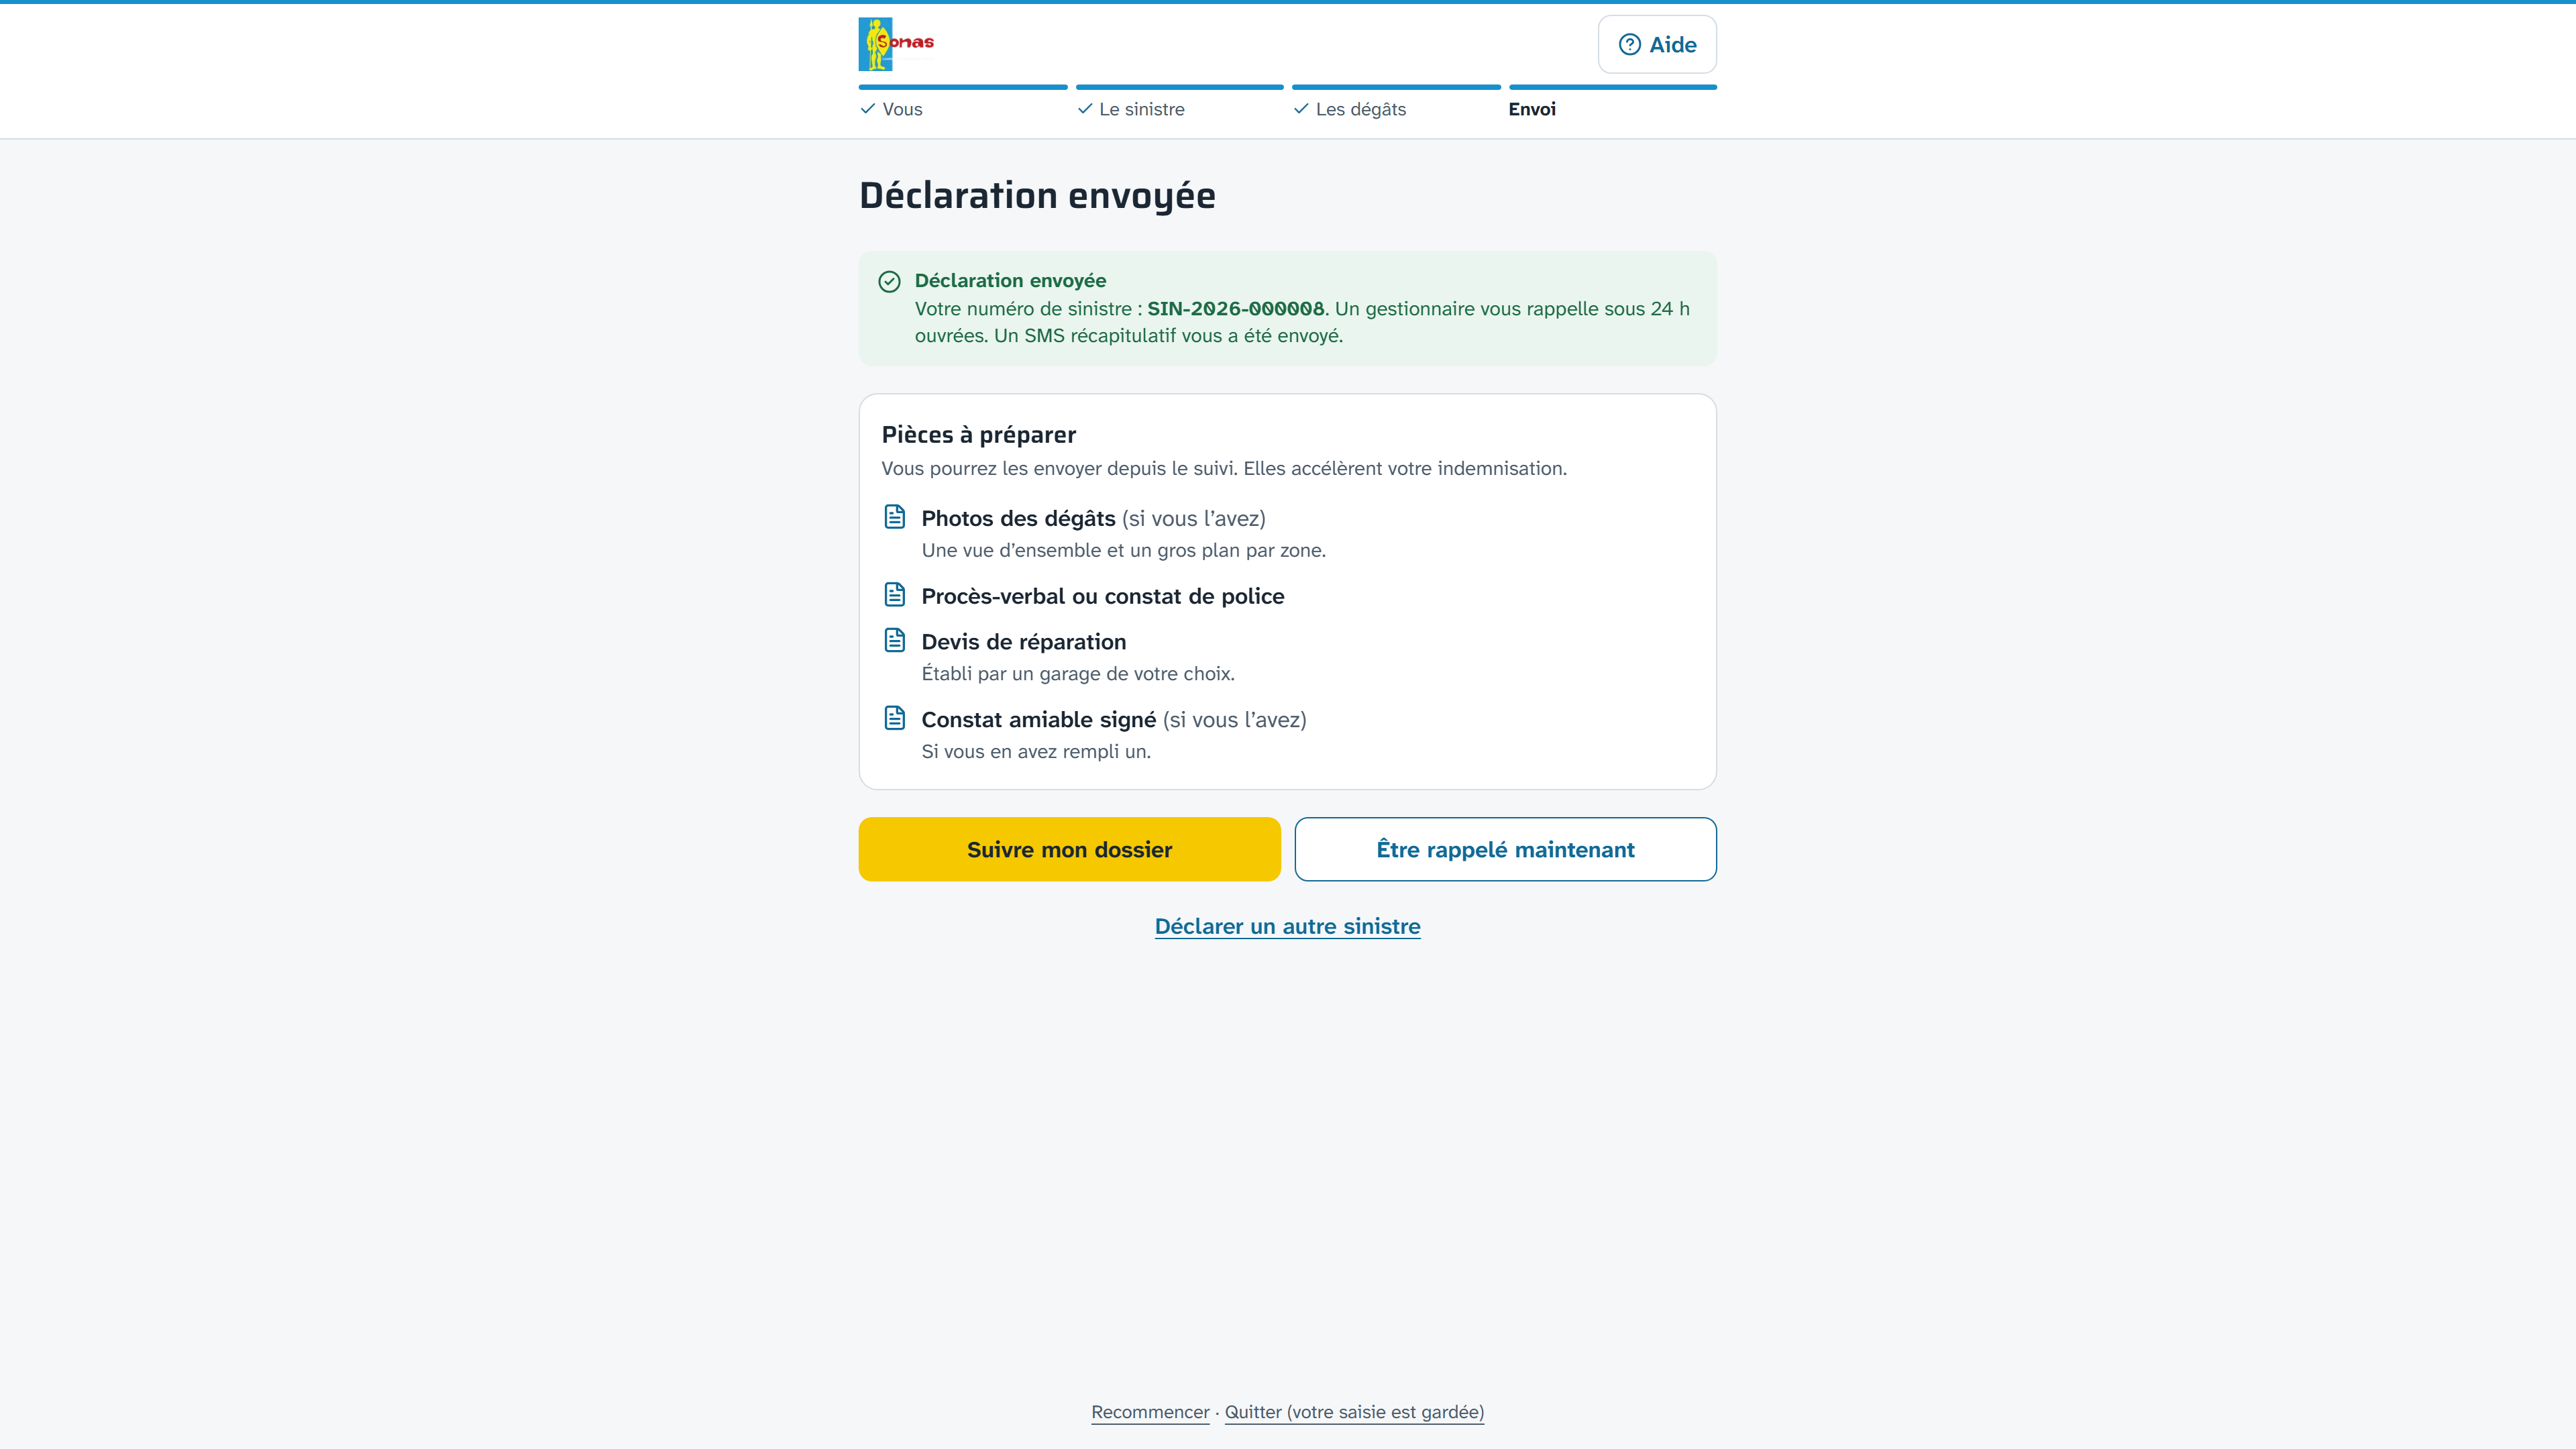 Sonas
Aide
Vous
Le sinistre
Les dégâts
Envoi
Déclaration envoyée
Déclaration envoyée
Votre numéro de sinistre : SIN-2026-000008. Un gestionnaire vous rappelle sous 24 h
ouvrées. Un SMS récapitulatif vous a été envoyé.
Pièces à préparer
Vous pourrez les envoyer depuis le suivi. Elles accélèrent votre indemnisation.
Photos des dégâts (si vous l’avez)
Une vue d’ensemble et un gros plan par zone.
Procès-verbal ou constat de police
Devis de réparation
Établi par un garage de votre choix.
Constat amiable signé (si vous l’avez)
Si vous en avez rempli un.
Suivre mon dossier
Être rappelé maintenant
Déclarer un autre sinistre
Recommencer · Quitter (votre saisie est gardée)